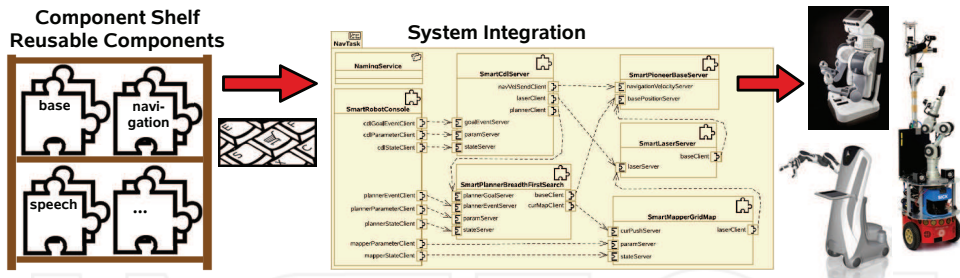 Component Shelf
Reusable Components
base
navi-
gation
speech
...
System Integration
NavTask
NamingService
SmartRobotConsole
cdlGoalEventClient
cdlParameterClient
cdlStateClient
plannerEventClient
plannerParameterClient
plannerStateClient
mapperParameterClient
mapperStateClient
SmartCdlServer
navVelSendClient
laserClient
plannerClient
goalEventServer
paramServer
stateServer
SmartPlannerBreadthFirstSearch
plannerGoalServer
baseClient
plannerEventServer
curMapClient
paramServer
stateServer
SmartPioneerBaseServer
navigationVelocityServer
basePositionServer
SmartLaserServer
baseClient
laserServer
SmartMapperGridMap
curPushServer
laserClient
paramServer
stateServer